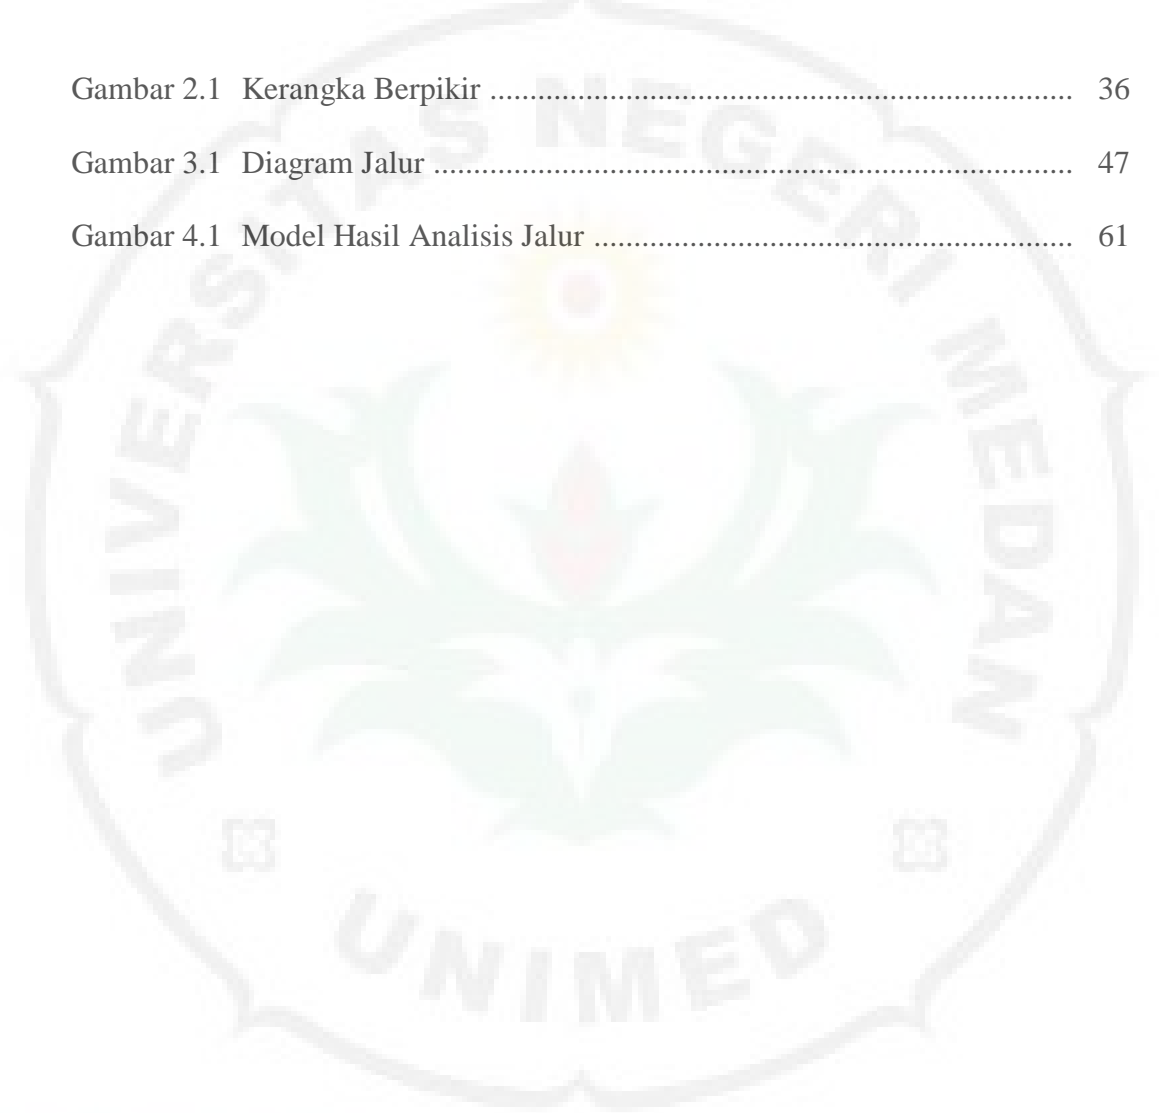 Gambar 2.1 Kerangka Berpikir ........................................................................ 36
Gambar 3.1 Diagram Jalur ............................................................................... 47
Gambar 4.1 Model Hasil Analisis Jalur ........................................................... 61
UNIVERSITAS NEGERI MEDAN
UNIMED